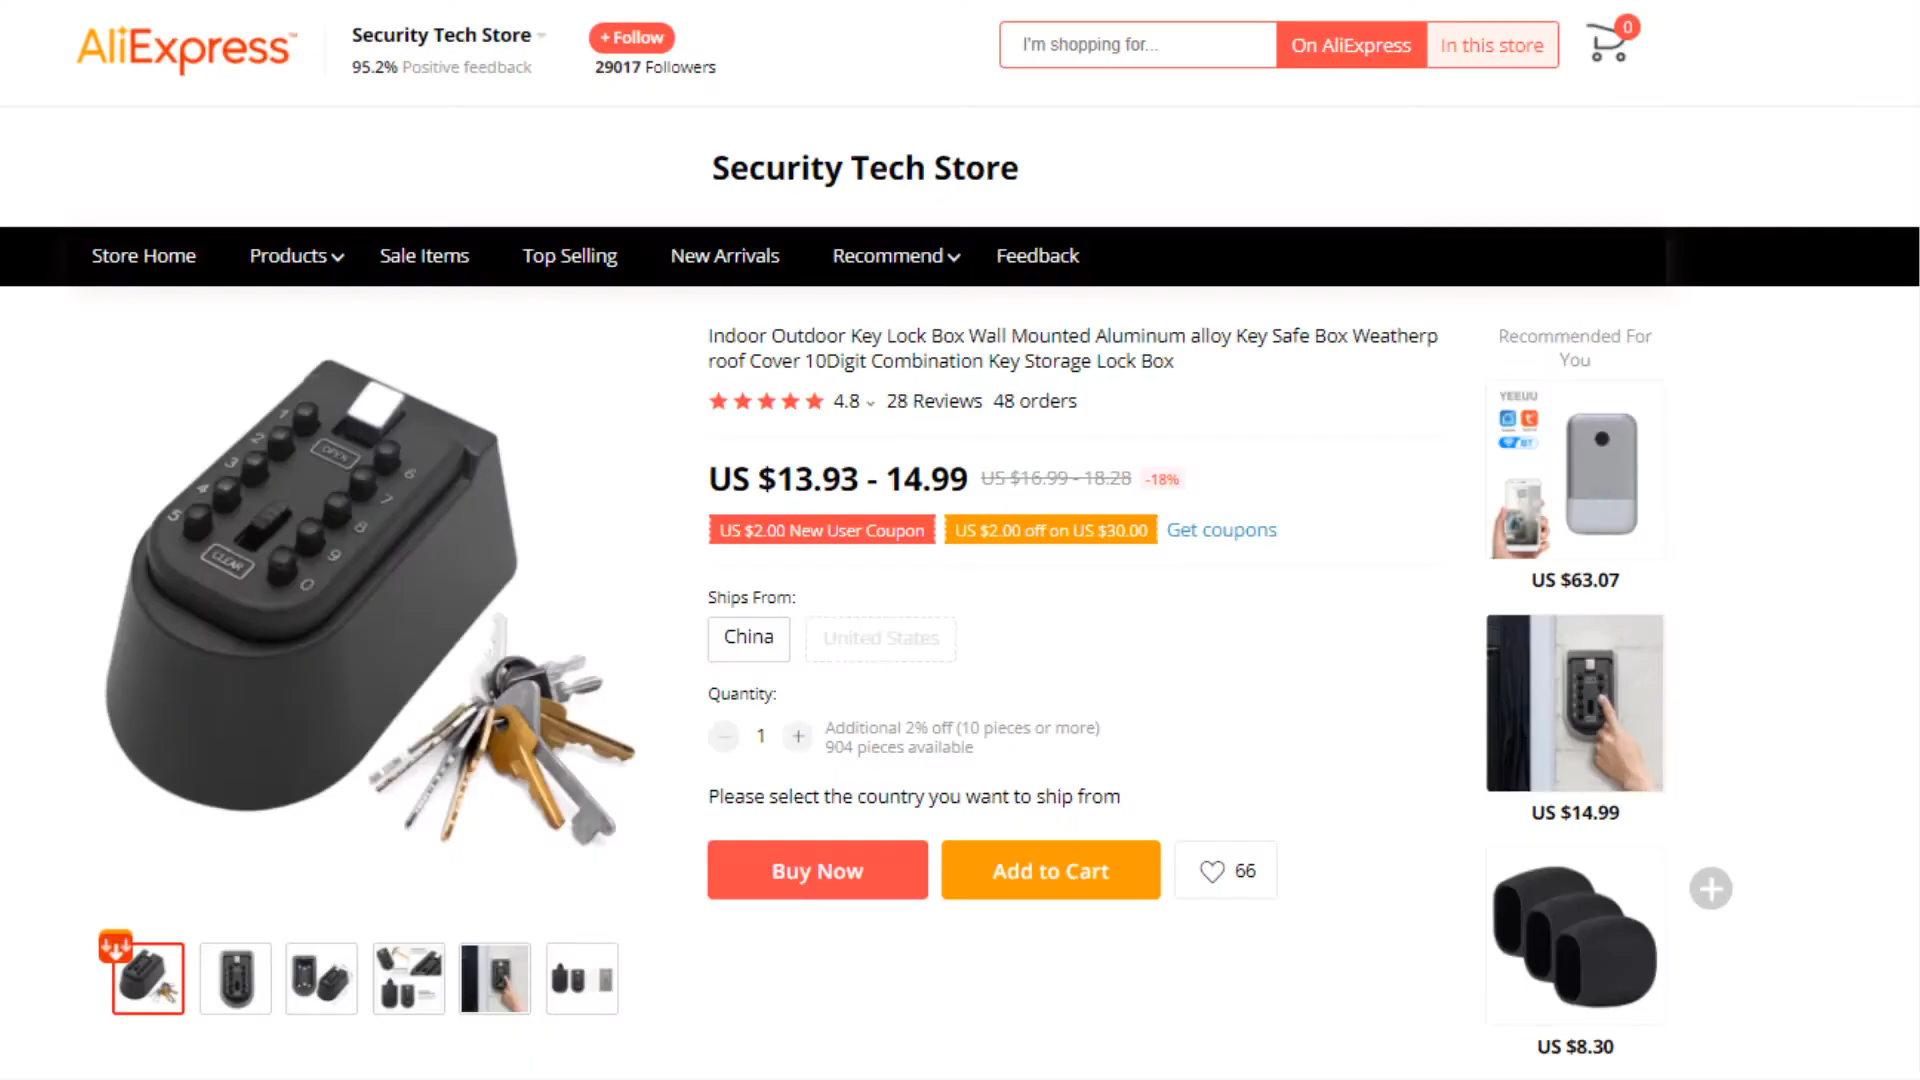 AliExpress™
Security Tech Store
95.2% Positive feedback
+ Follow
29017 Followers
I'm shopping for...
On AliExpress
In this store
0
Security Tech Store
Store Home
Products
Sale Items
Top Selling
New Arrivals
Recommend
Feedback
1
2
3
4
5
OPEN
6
7
8
9
0
CLEAR
Indoor Outdoor Key Lock Box Wall Mounted Aluminum alloy Key Safe Box Weatherp
roof Cover 10Digit Combination Key Storage Lock Box
4.8 28 Reviews 48 orders
US $13.93 - 14.99 US $16.99 - 18.28 -18%
US $2.00 New User Coupon US $2.00 off on US $30.00 Get coupons
Ships From:
China United States
Quantity:
1
Additional 2% off (10 pieces or more)
904 pieces available
Please select the country you want to ship from
Buy Now Add to Cart 66
Recommended For
You
YEEUU
US $63.07
US $14.99
US $8.30